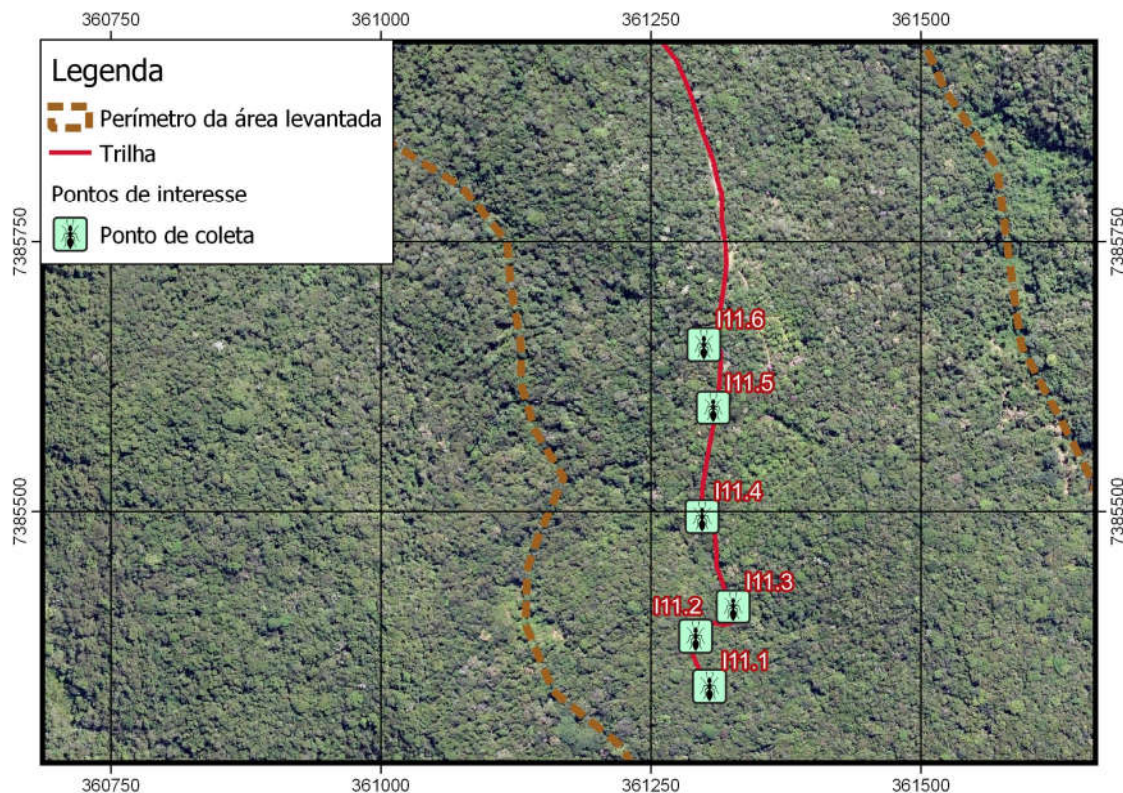 360750 361000 361250 361500
Legenda
Perímetro da área levantada
Trilha
Pontos de interesse
Ponto de coleta
7385750 7385750
I11.6
I11.5
I11.4
7385500 7385500
I11.3
I11.2
I11.1
360750 361000 361250 361500